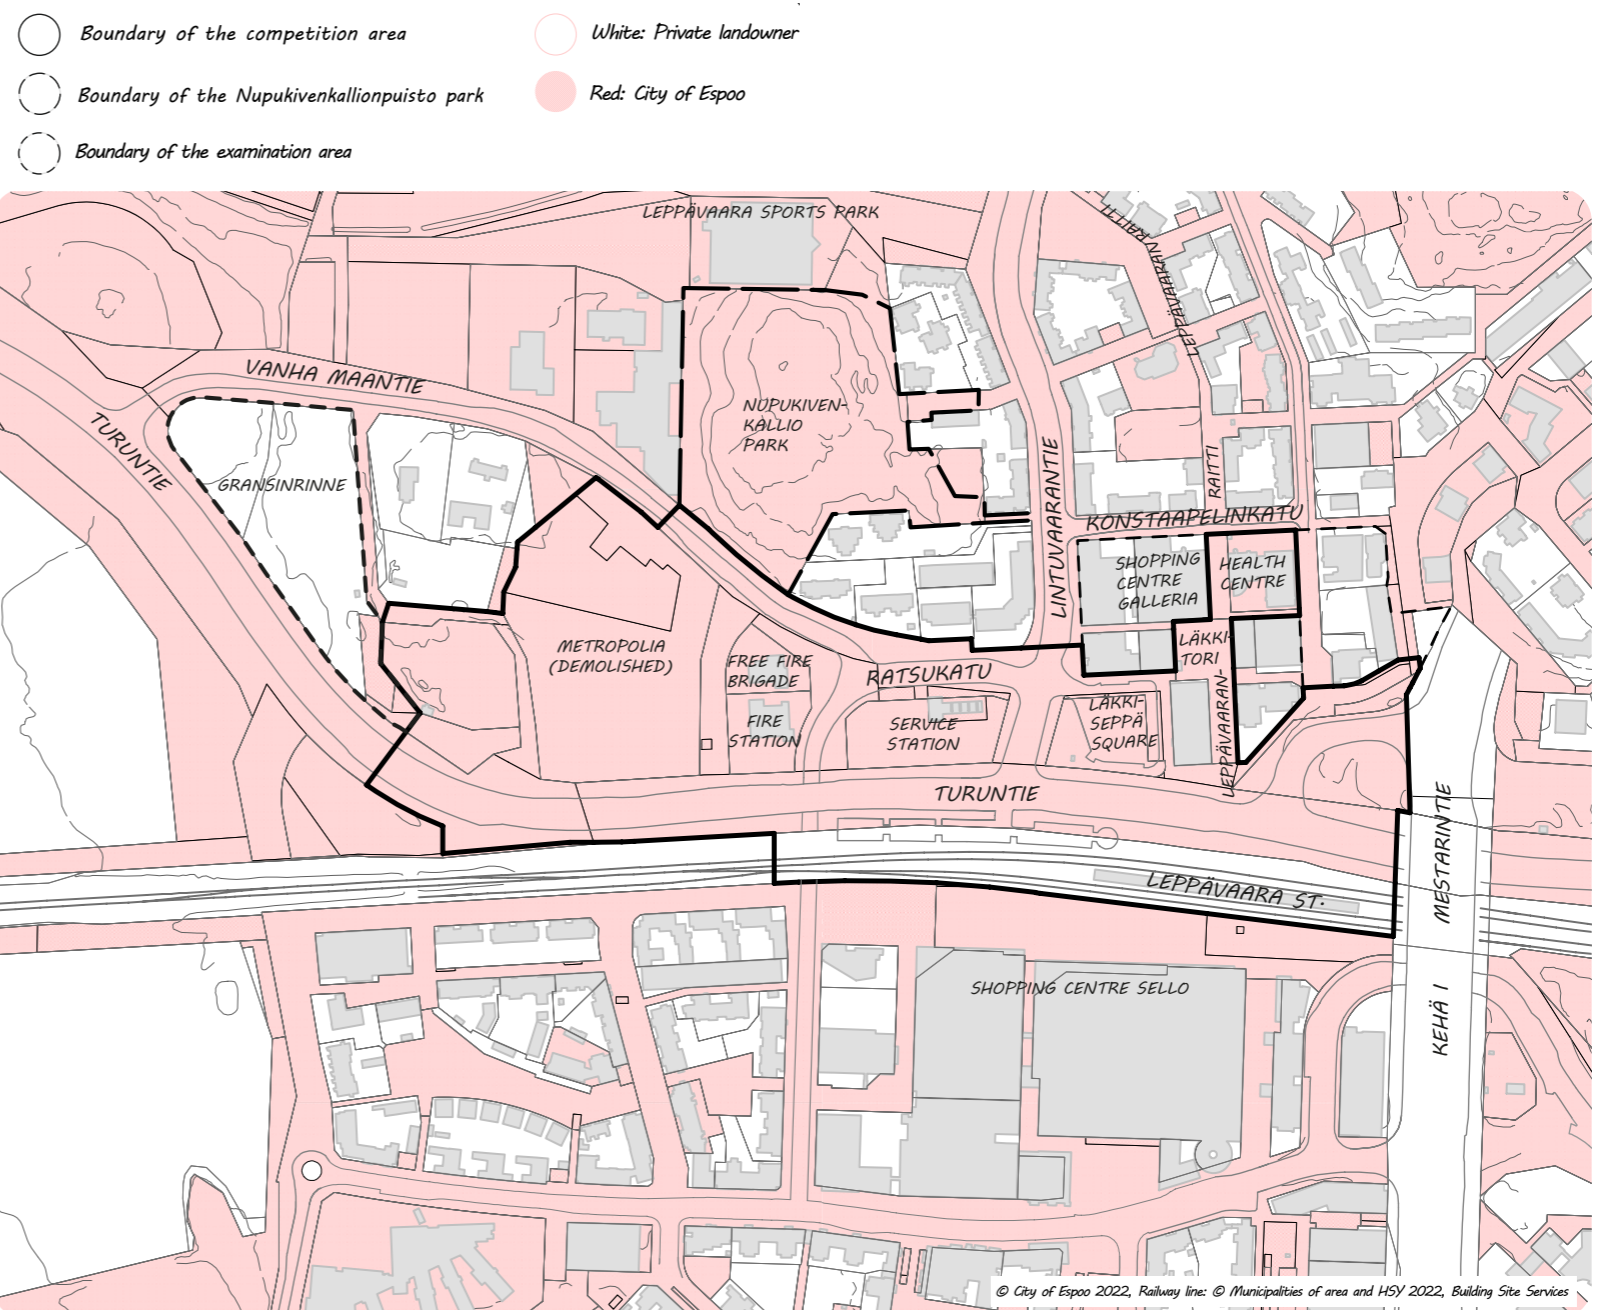 Boundary of the competition area
White: Private landowner
Boundary of the Nupukivenkallionpuisto park
Red: City of Espoo
Boundary of the examination area
LEPPÄVAARA SPORTS PARK
LEPPÄVAARAN RAITTI
VANHA MAANTIE
TURUNTIE
GRANSINRINNE
NUPUKIVEN-
KALLIO
PARK
LINTUVAARANTIE
RAITTI
KONSTAAPELINKATU
SHOPPING
CENTRE
GALLERIA
HEALTH
CENTRE
METROPOLIA
(DEMOLISHED)
FREE FIRE
BRIGADE
FIRE
STATION
RATSUKATU
SERVICE
STATION
LÄKKI-
TORI
LÄKKI-
SEPPÄ
SQUARE
LEPPÄVAARAN-
TURUNTIE
LEPPÄVAARA ST.
MESTARINTIE
KEHÄ I
SHOPPING CENTRE SELLO
© City of Espoo 2022, Railway line: © Municipalities of area and HSY 2022, Building Site Services